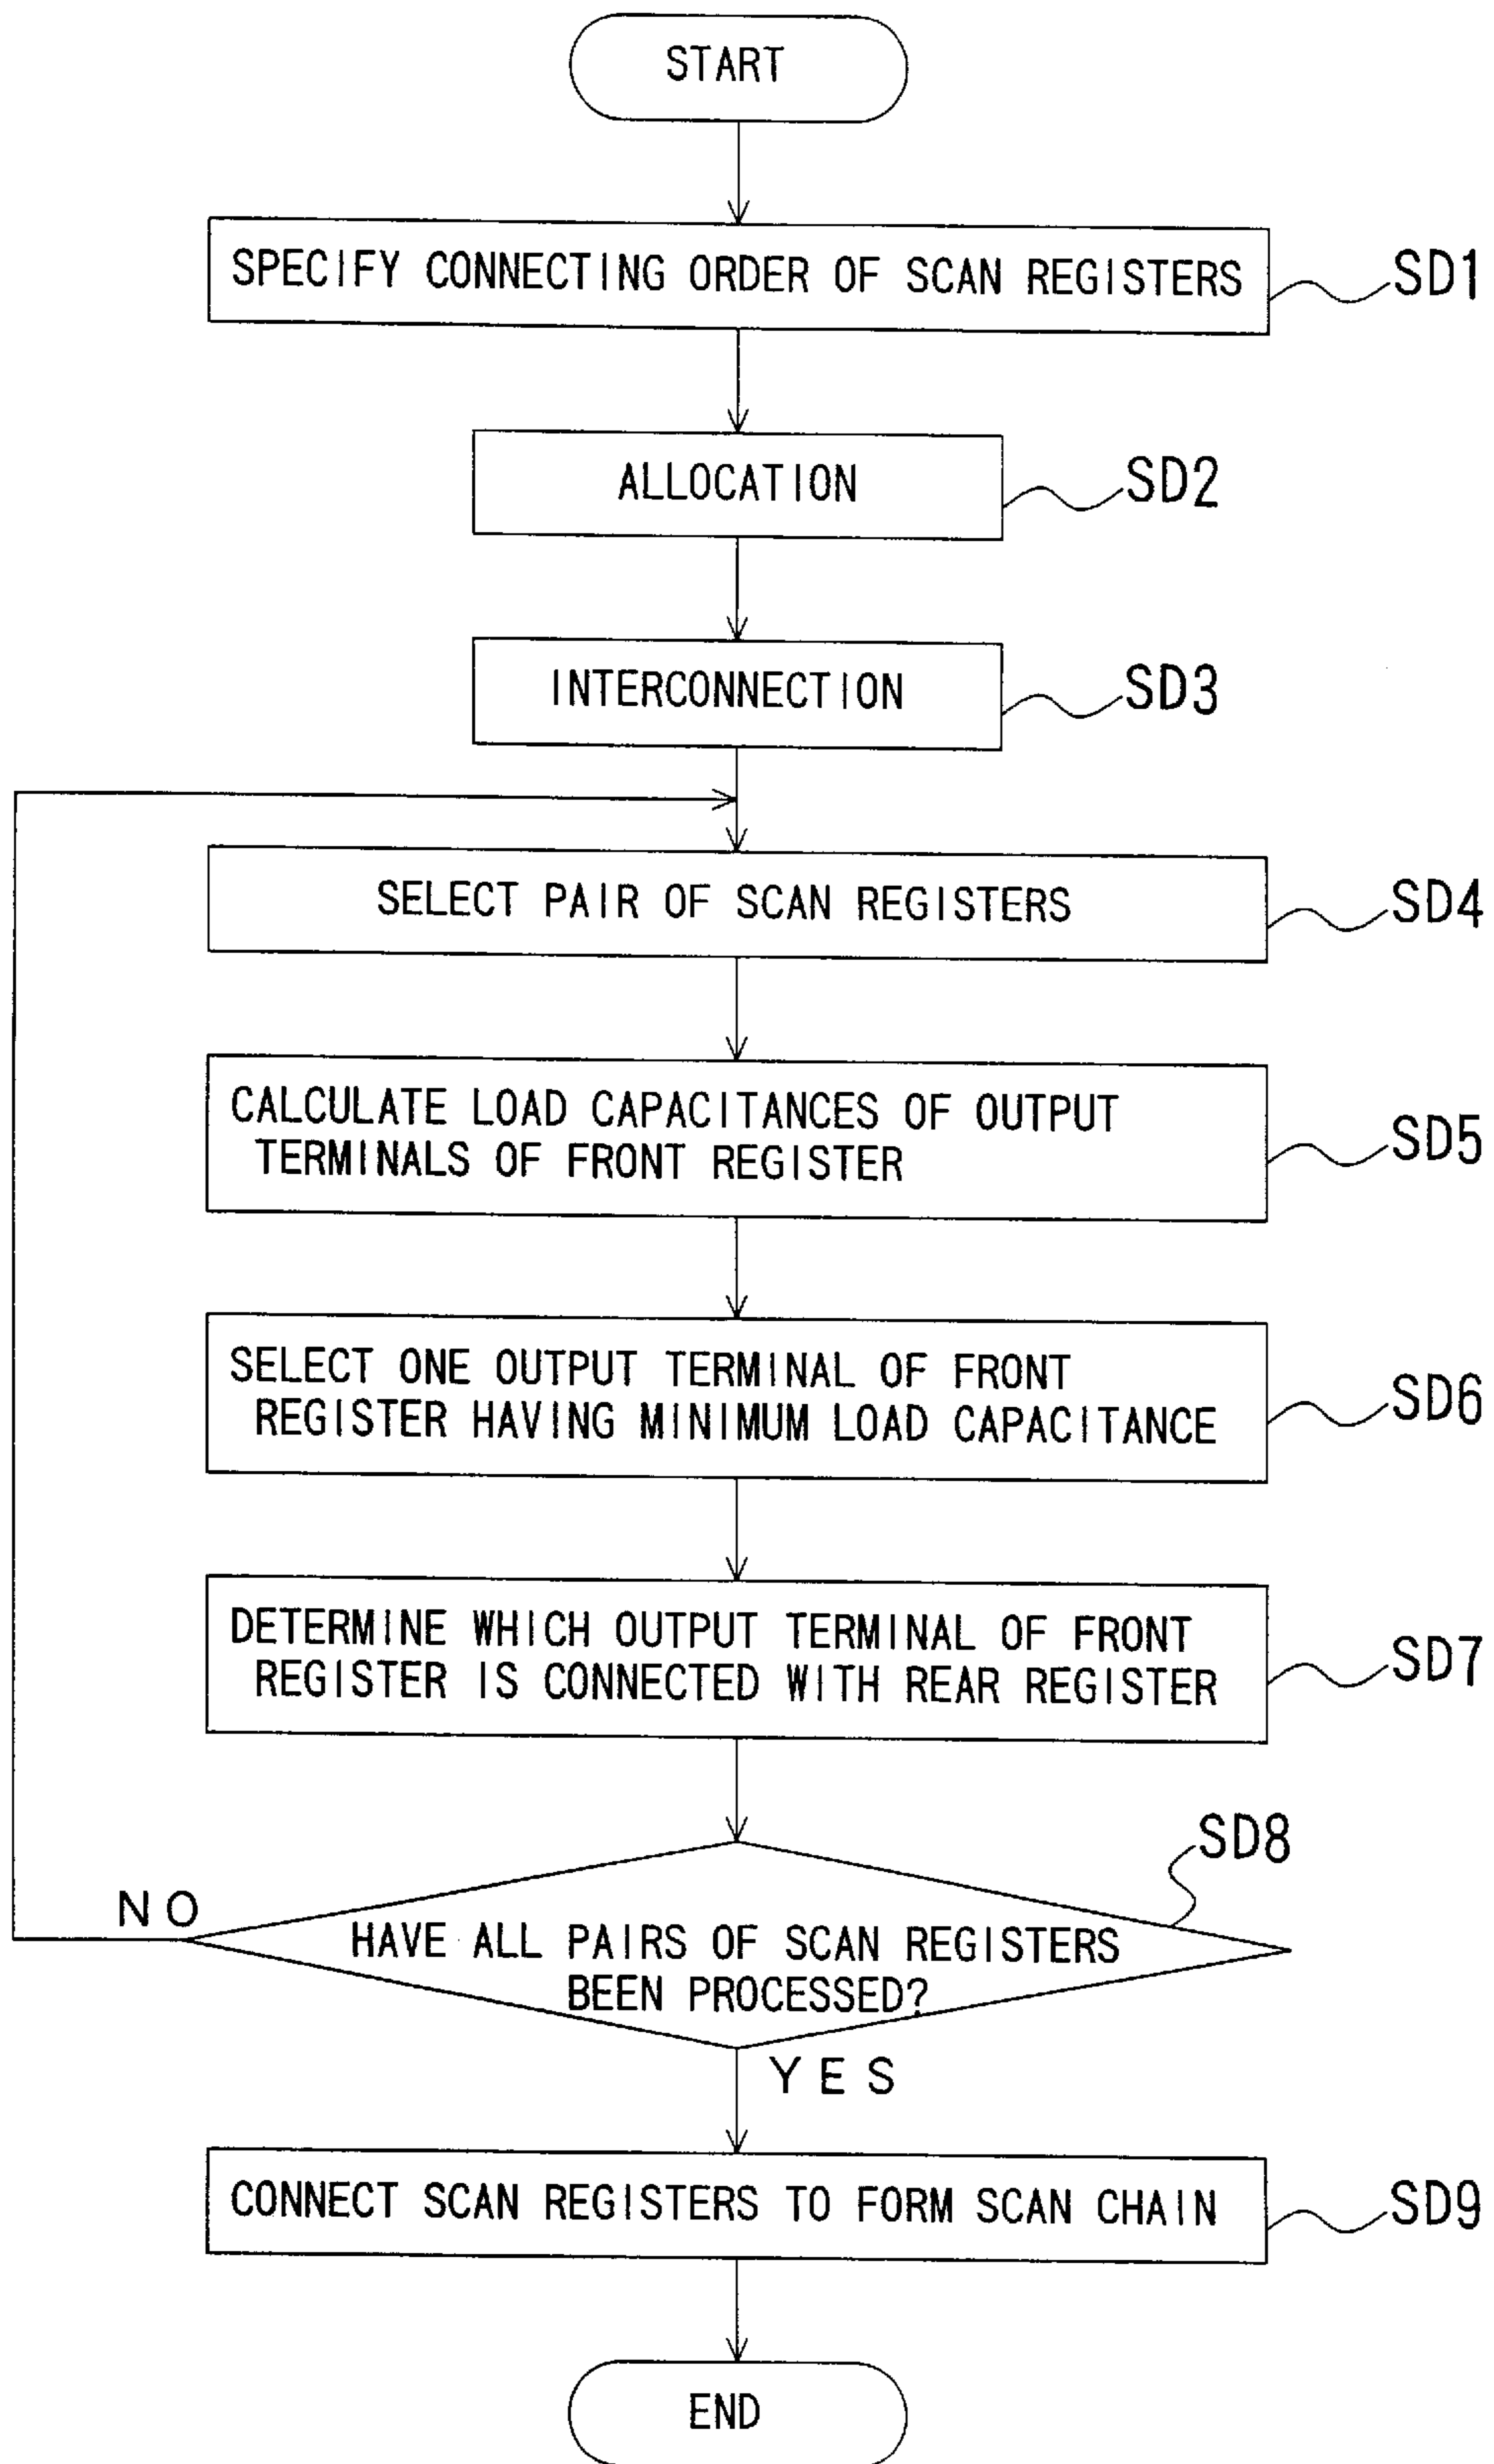 START
SPECIFY CONNECTING ORDER OF SCAN REGISTERS
SD1
ALLOCATION
SD2
INTERCONNECTION
SD3
SELECT PAIR OF SCAN REGISTERS
SD4
CALCULATE LOAD CAPACITANCES OF OUTPUT
TERMINALS OF FRONT REGISTER
SD5
SELECT ONE OUTPUT TERMINAL OF FRONT
REGISTER HAVING MINIMUM LOAD CAPACITANCE
SD6
DETERMINE WHICH OUTPUT TERMINAL OF FRONT
REGISTER IS CONNECTED WITH REAR REGISTER
SD7
SD8
NO
HAVE ALL PAIRS OF SCAN REGISTERS
BEEN PROCESSED?
YES
CONNECT SCAN REGISTERS TO FORM SCAN CHAIN
SD9
END